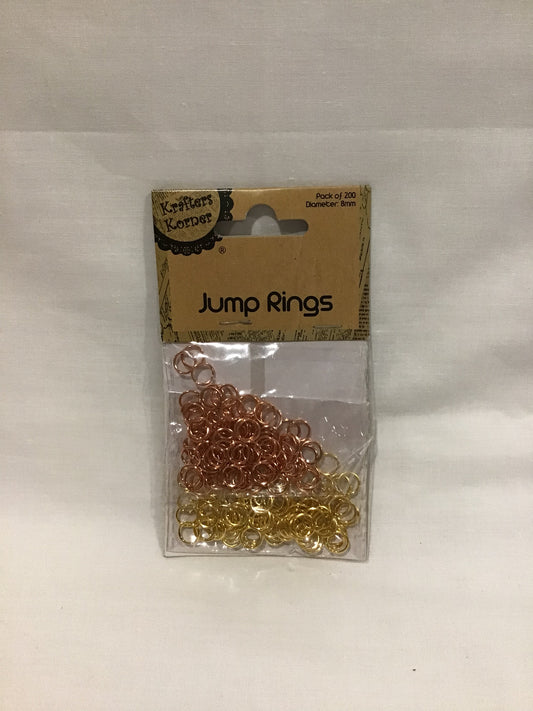 Krafters
Korner
®
Pack of 200
Diameter: 8mm
Jump Rings